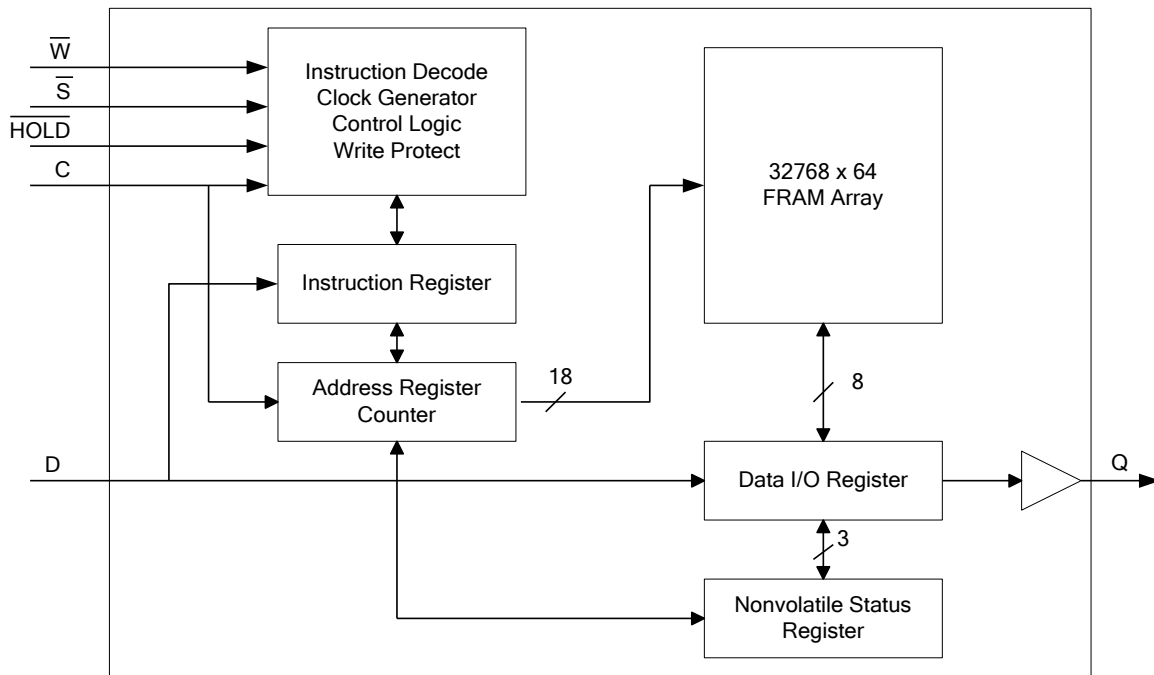 W̅
S̅
H̅O̅L̅D̅
C
Instruction Decode
Clock Generator
Control Logic
Write Protect
32768 x 64
FRAM Array
Instruction Register
Address Register
Counter
18
8
D
Data I/O Register
Q
3
Nonvolatile Status
Register